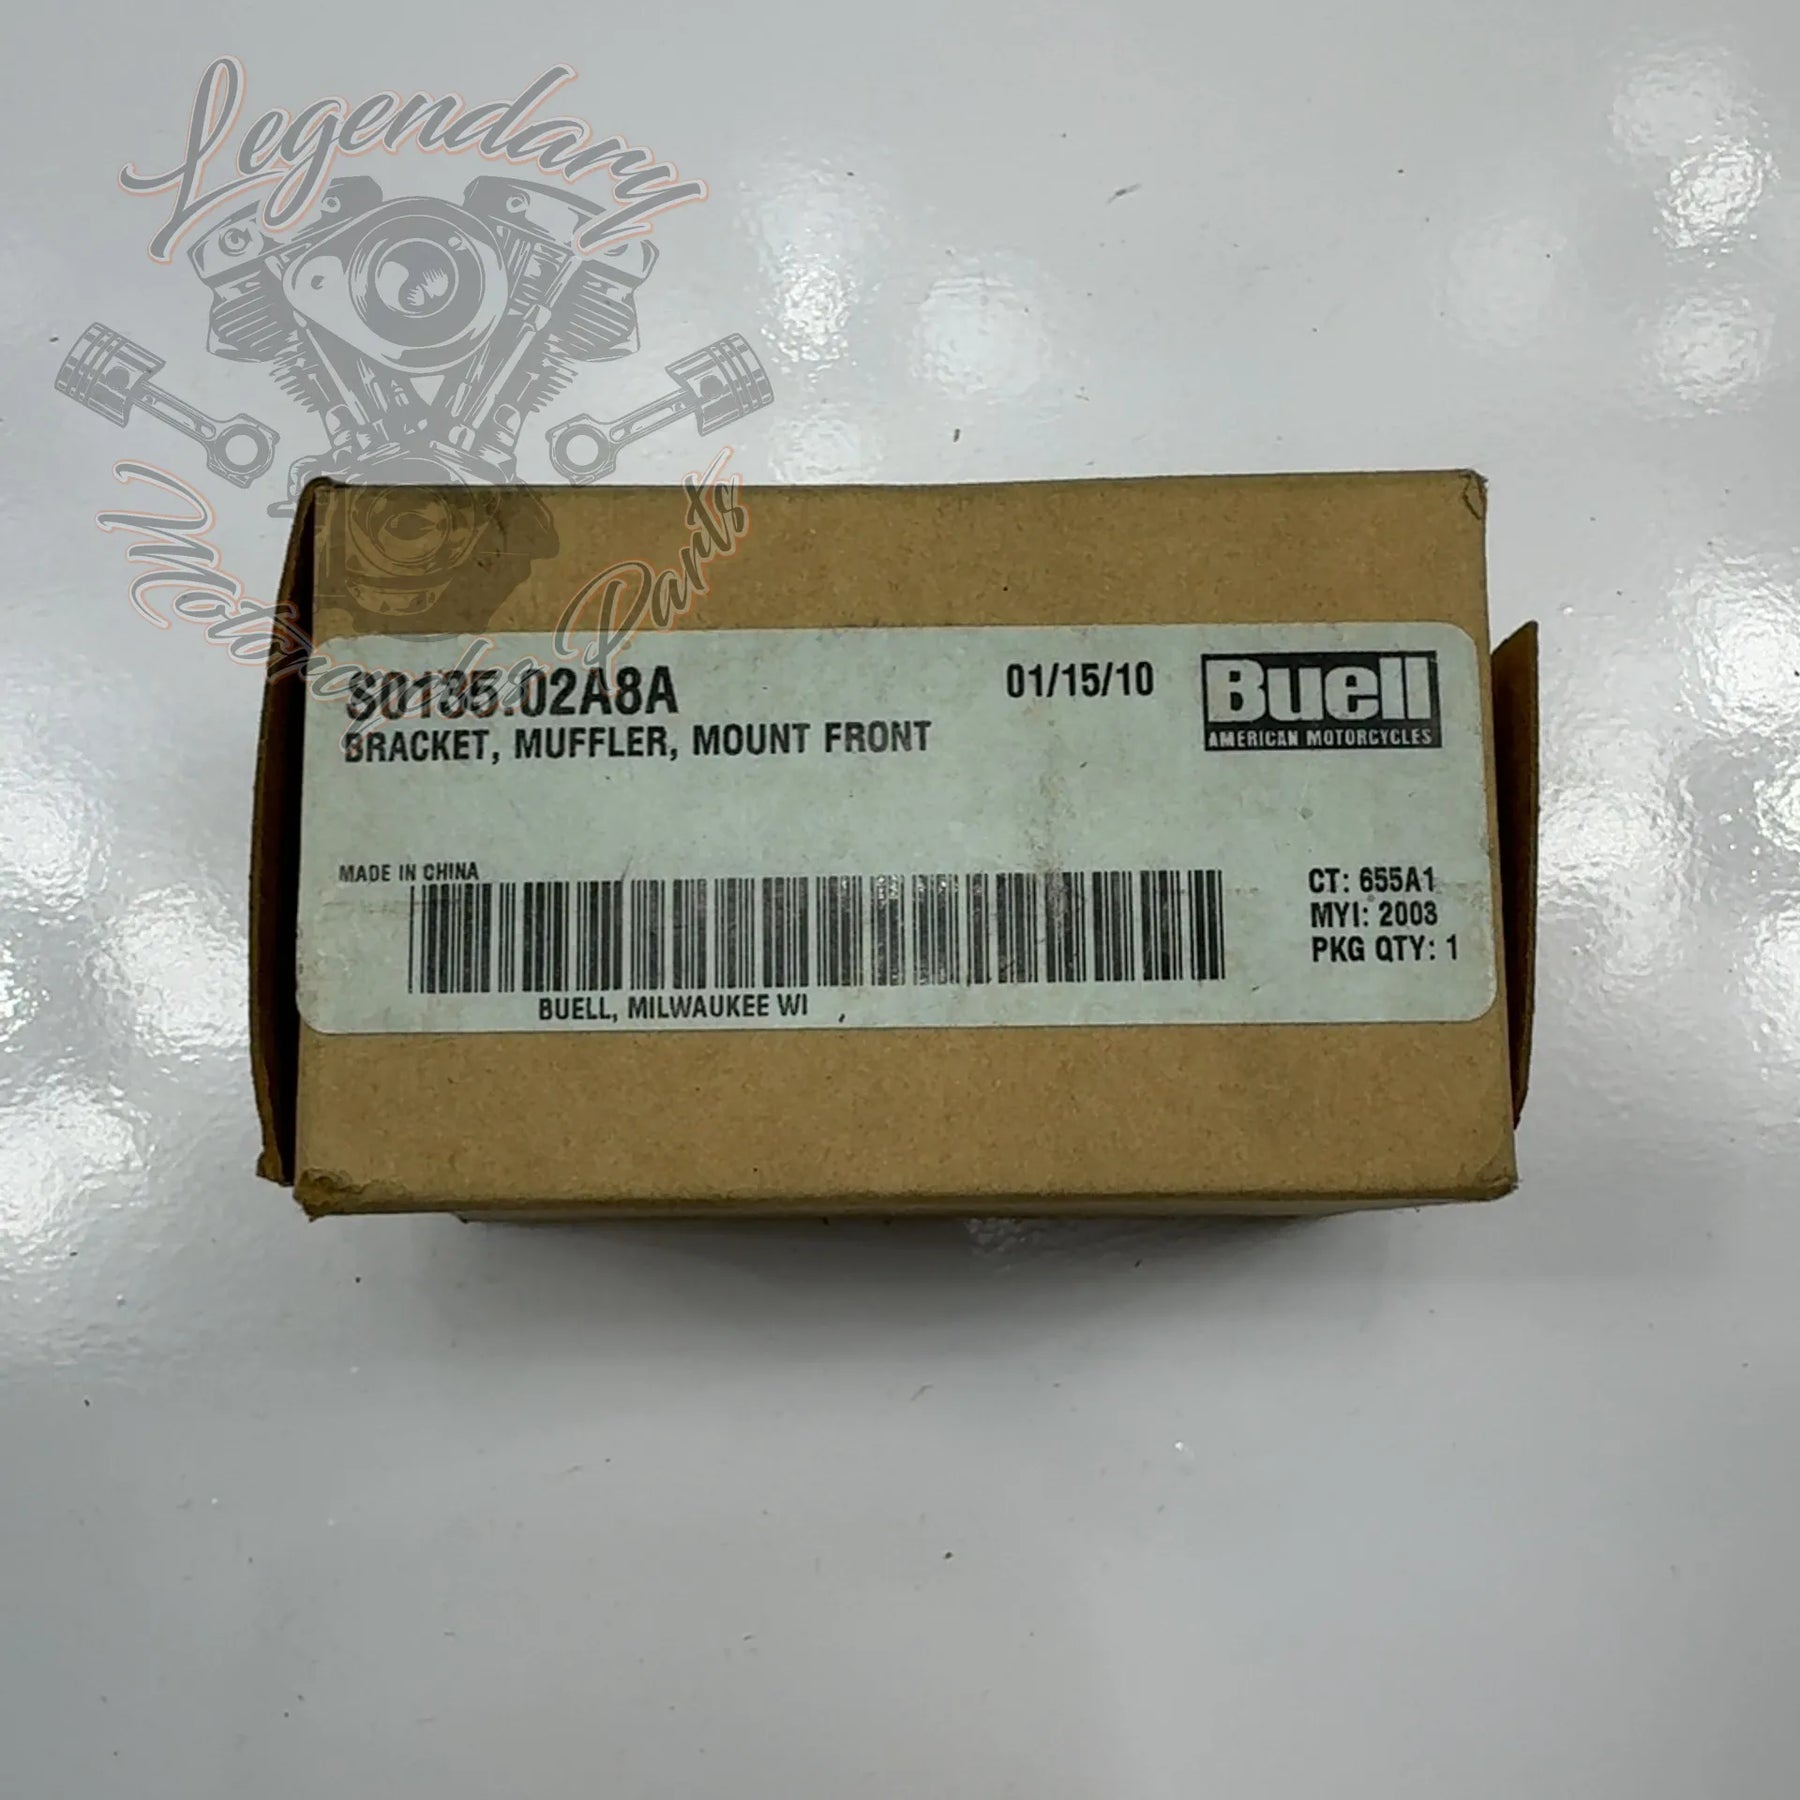 Legendary
Motorcycles Parts
S0135.02A8A
01/15/10
Buell
AMERICAN MOTORCYCLES
BRACKET, MUFFLER, MOUNT FRONT
MADE IN CHINA
CT: 655A1
MYI: 2003
PKG QTY: 1
BUELL, MILWAUKEE WI